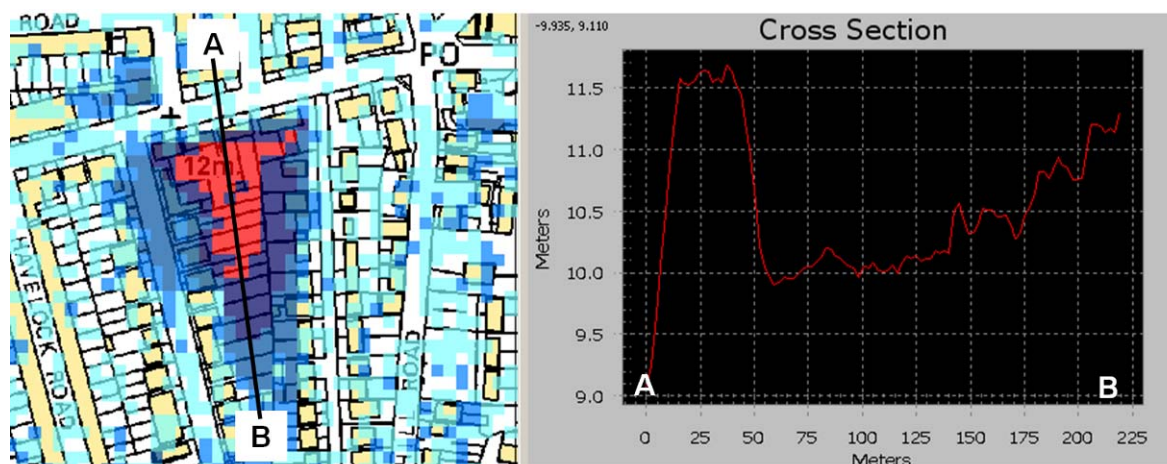 ROAD
A
PO
12m
HAVELOCK ROAD
ROAD
B
-9.935, 9.110
Cross Section
11.5
11.0
10.5
10.0
9.5
9.0
Meters
A
B
0 25 50 75 100 125 150 175 200 225
Meters